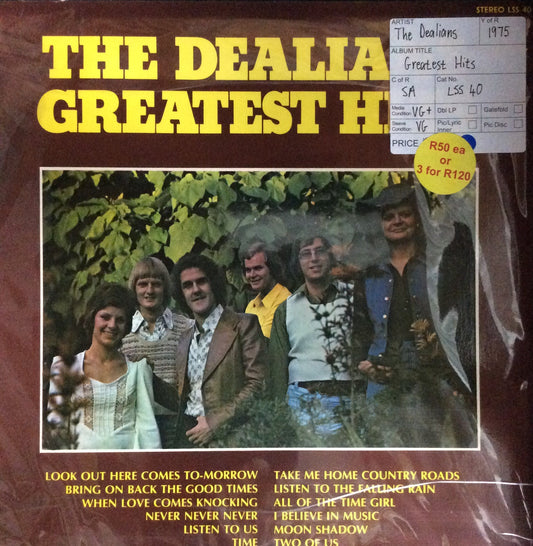 STEREO LSS 40
THE DEALIA
GREATEST H
ARTIST
The Dealians
Y of R
1975
ALBUM TITLE
Greatest Hits
C of R
SA
Cat No.
LSS 40
Media Condition VG+
Dbl LP
Gatefold
Sleeve Condition VG
Pic/Lyric Inner
Pic Disc
PRICE
R50 ea
or
3 for R120
LOOK OUT HERE COMES TO-MORROW
BRING ON BACK THE GOOD TIMES
WHEN LOVE COMES KNOCKING
NEVER NEVER NEVER
LISTEN TO US
TIME
TAKE ME HOME COUNTRY ROADS
LISTEN TO THE FALLING RAIN
ALL OF THE TIME GIRL
I BELIEVE IN MUSIC
MOON SHADOW
TWO OF US